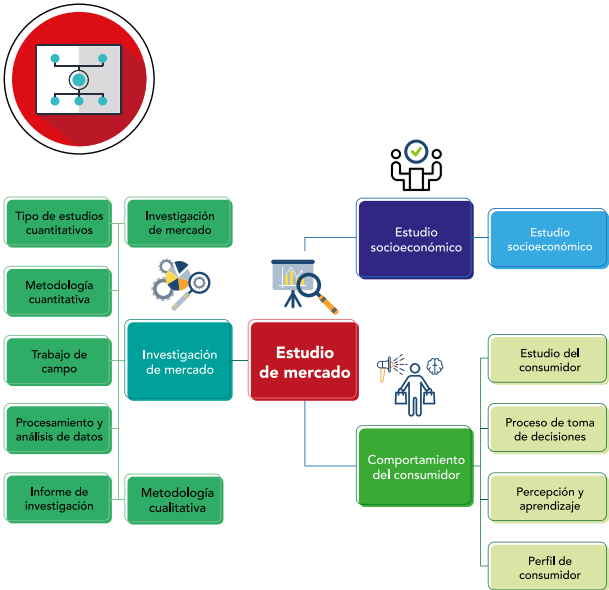 Tipo de estudios
cuantitativos
Investigación
de mercado
Metodología
cuantitativa
Trabajo de
campo
Investigación
de mercado
Procesamiento y
análisis de datos
Informe de
investigación
Metodología
cualitativa
Estudio
de mercado
Estudio
socioeconómico
Estudio
socioeconómico
Comportamiento
del consumidor
Estudio del
consumidor
Proceso de toma
de decisiones
Percepción y
aprendizaje
Perfil de
consumidor